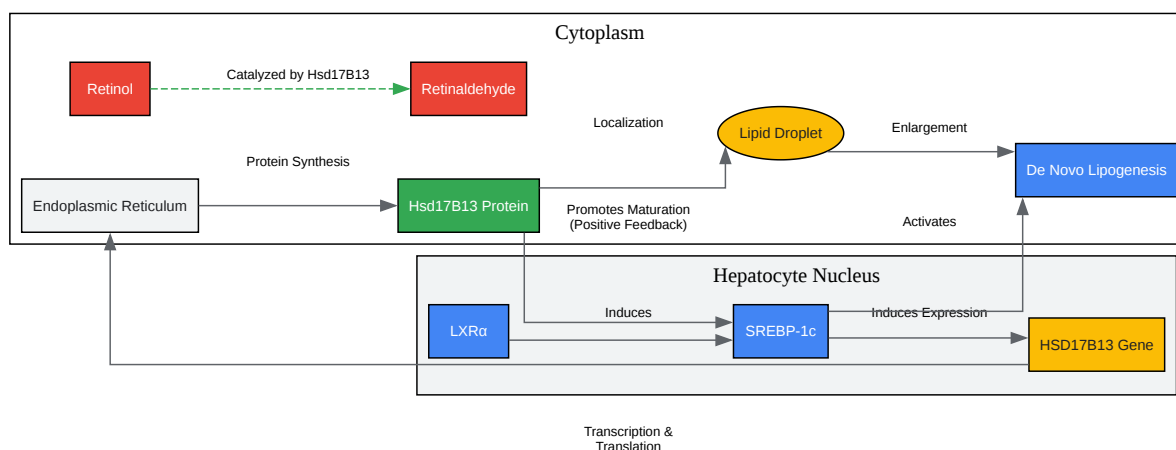 Cytoplasm
Catalyzed by Hsd17B13
Retinol
Retinaldehyde
Localization
Lipid Droplet
Enlargement
Protein Synthesis
De Novo Lipogenesis
Endoplasmic Reticulum
Hsd17B13 Protein
Promotes Maturation
(Positive Feedback)
Activates
Hepatocyte Nucleus
LXRα
Induces
SREBP-1c
Induces Expression
HSD17B13 Gene
Transcription &
Translation